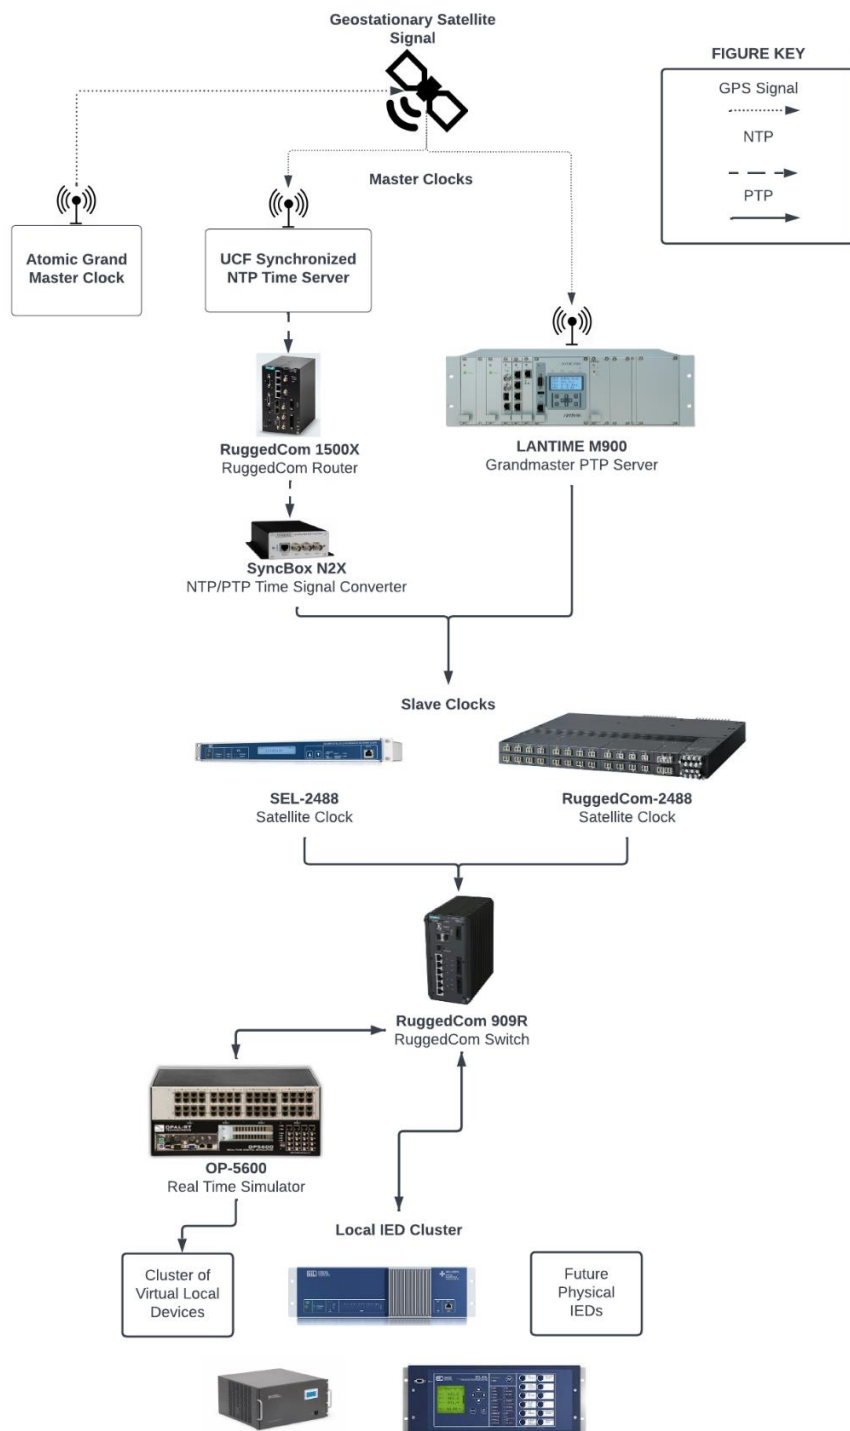 Geostationary Satellite
Signal
FIGURE KEY
GPS Signal
NTP
PTP
Master Clocks
Atomic Grand
Master Clock
UCF Synchronized
NTP Time Server
RuggedCom 1500X
RuggedCom Router
LANTIME M900
Grandmaster PTP Server
SyncBox N2X
NTP/PTP Time Signal Converter
Slave Clocks
SEL-2488
Satellite Clock
RuggedCom-2488
Satellite Clock
RuggedCom 909R
RuggedCom Switch
OPAL-RT
OP5600
OP-5600
Real Time Simulator
Local IED Cluster
Cluster of
Virtual Local
Devices
Future
Physical
IEDs